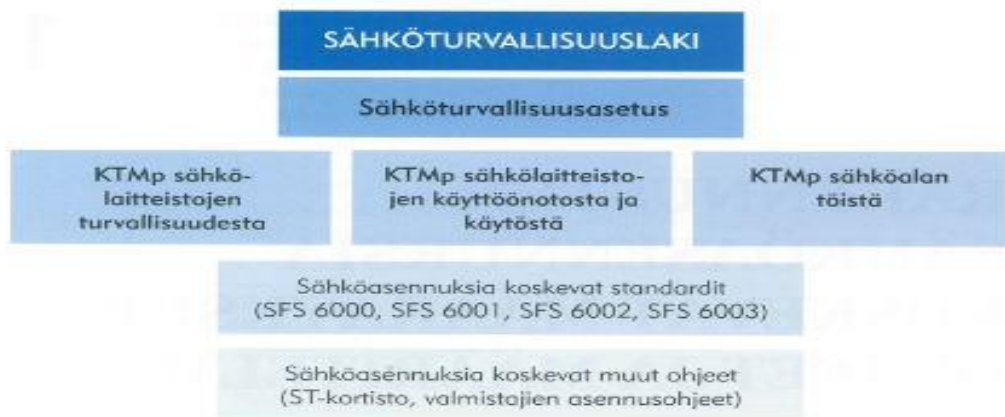 SÄHKÖTURVALLISUUSLAKI
Sähköturvallisuusasetus
KTMp sähkö-
laitteistojen
turvallisuudesta
KTMp sähkölaitteisto-
jen käyttöönotosta ja
käytöstä
KTMp sähköalan
töistä
Sähköasennuksia koskevat standardit
(SFS 6000, SFS 6001, SFS 6002, SFS 6003)
Sähköasennuksia koskevat muut ohjeet
(ST-kortisto, valmistajien asennusohjeet)